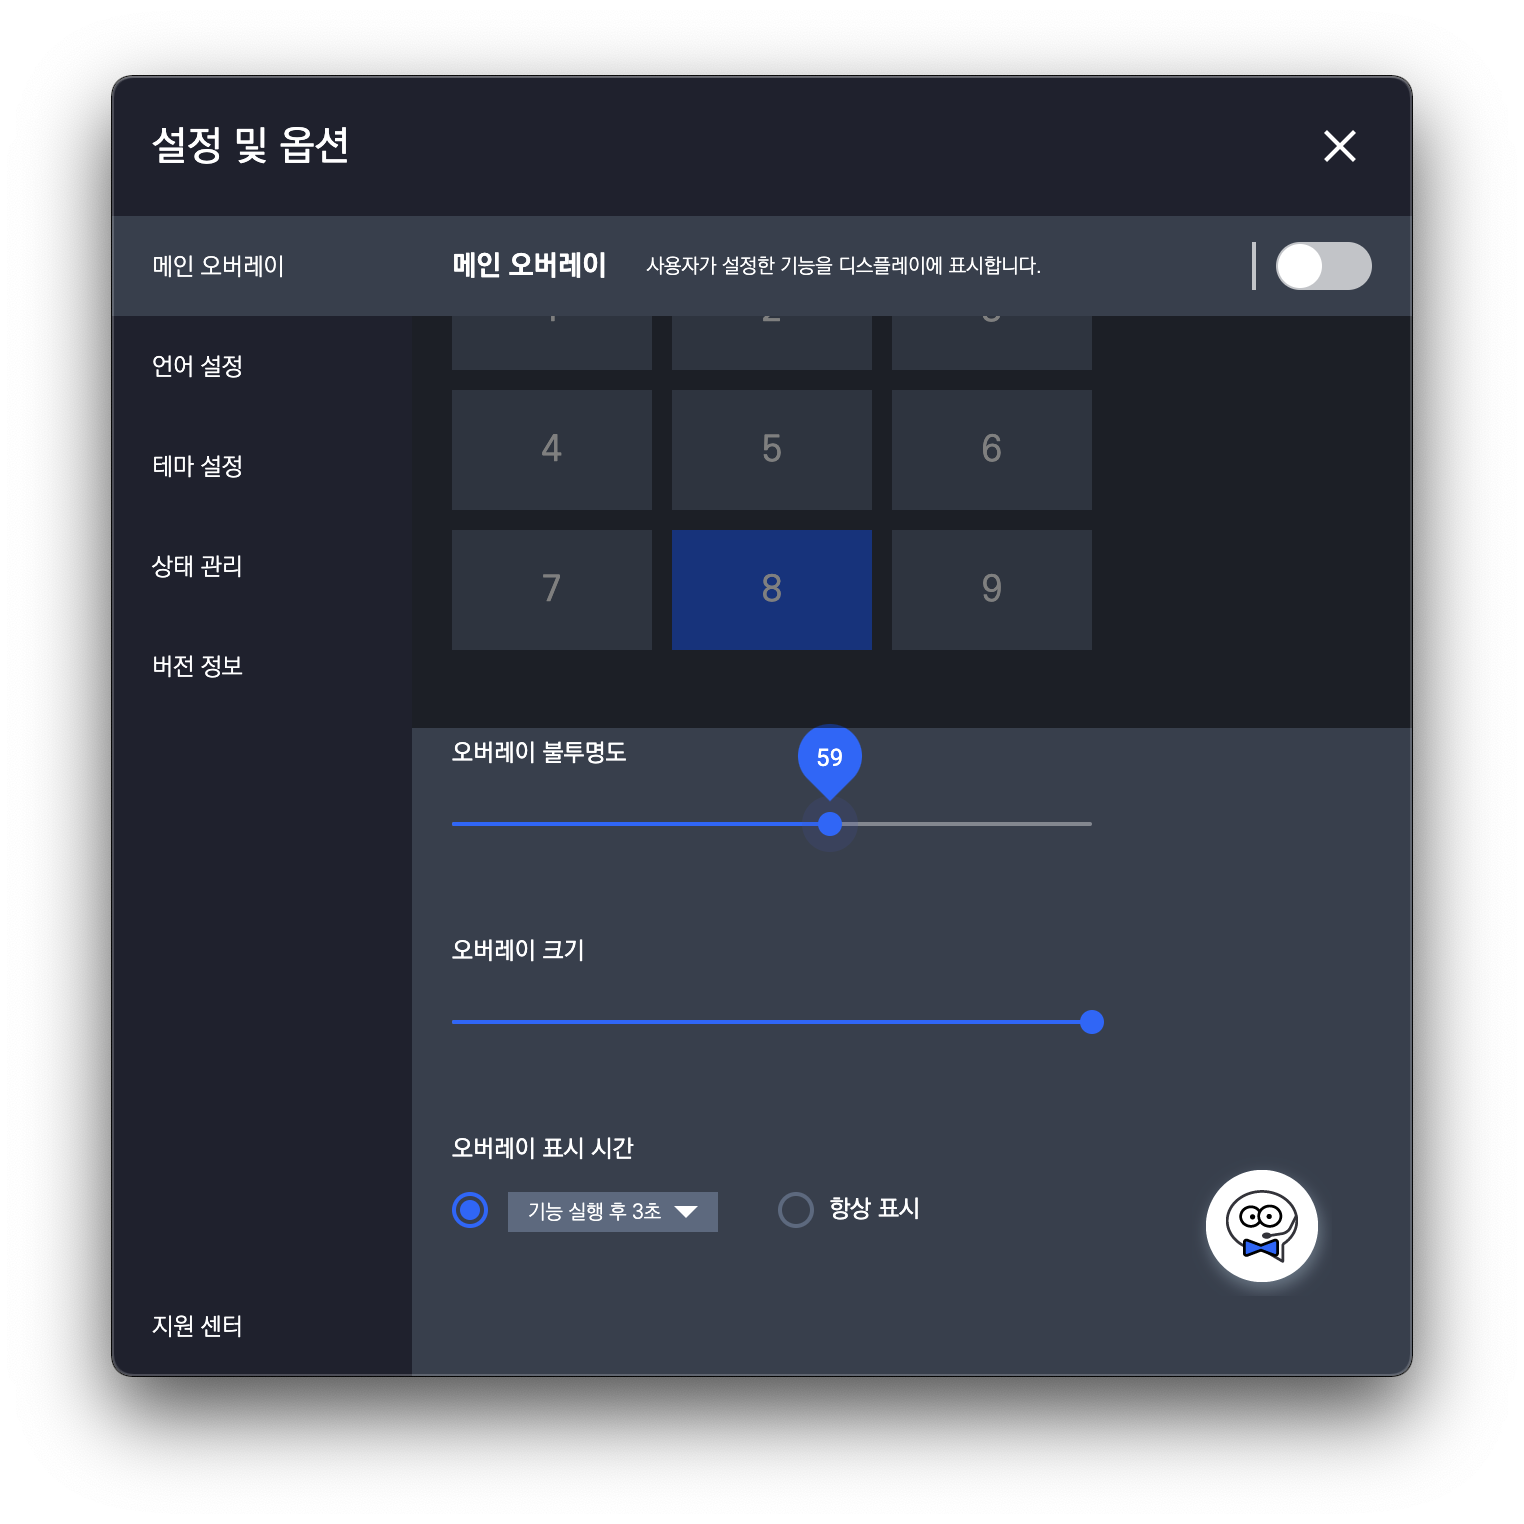 설정 및 옵션
메인 오버레이
메인 오버레이 사용자가 설정한 기능을 디스플레이에 표시합니다.
언어 설정
테마 설정
상태 관리
버전 정보
지원 센터
4 5 6
7 8 9
오버레이 불투명도
59
오버레이 크기
오버레이 표시 시간
기능 실행 후 3초
항상 표시